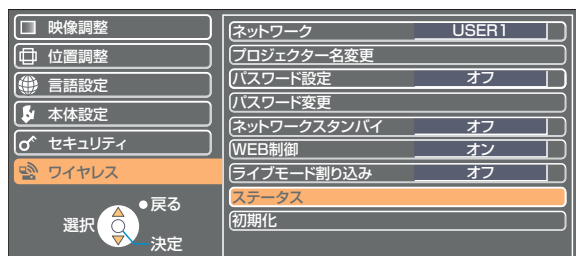 映像調整
位置調整
言語設定
本体設定
セキュリティ
ワイヤレス
●戻る
選択
決定
ネットワーク USER1
プロジェクター名変更
パスワード設定 オフ
パスワード変更
ネットワークスタンバイ オフ
WEB制御 オン
ライブモード割り込み オフ
ステータス
初期化